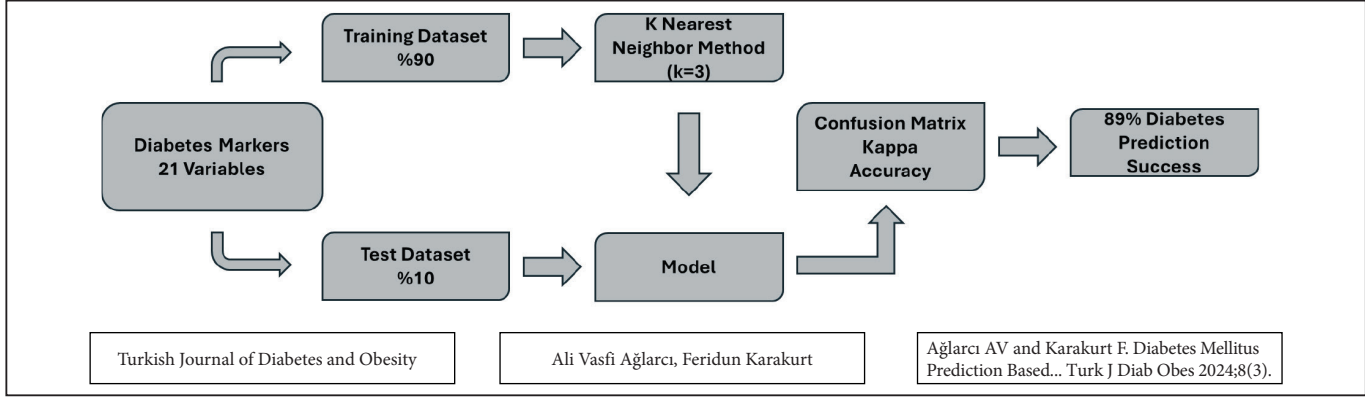 Training Dataset
%90
K Nearest
Neighbor Method
(k=3)
Diabetes Markers
21 Variables
Confusion Matrix
Kappa
Accuracy
89% Diabetes
Prediction
Success
Test Dataset
%10
Model
Turkish Journal of Diabetes and Obesity
Ali Vasfi Ağlarcı, Feridun Karakurt
Ağlarcı AV and Karakurt F. Diabetes Mellitus
Prediction Based... Turk J Diab Obes 2024;8(3).